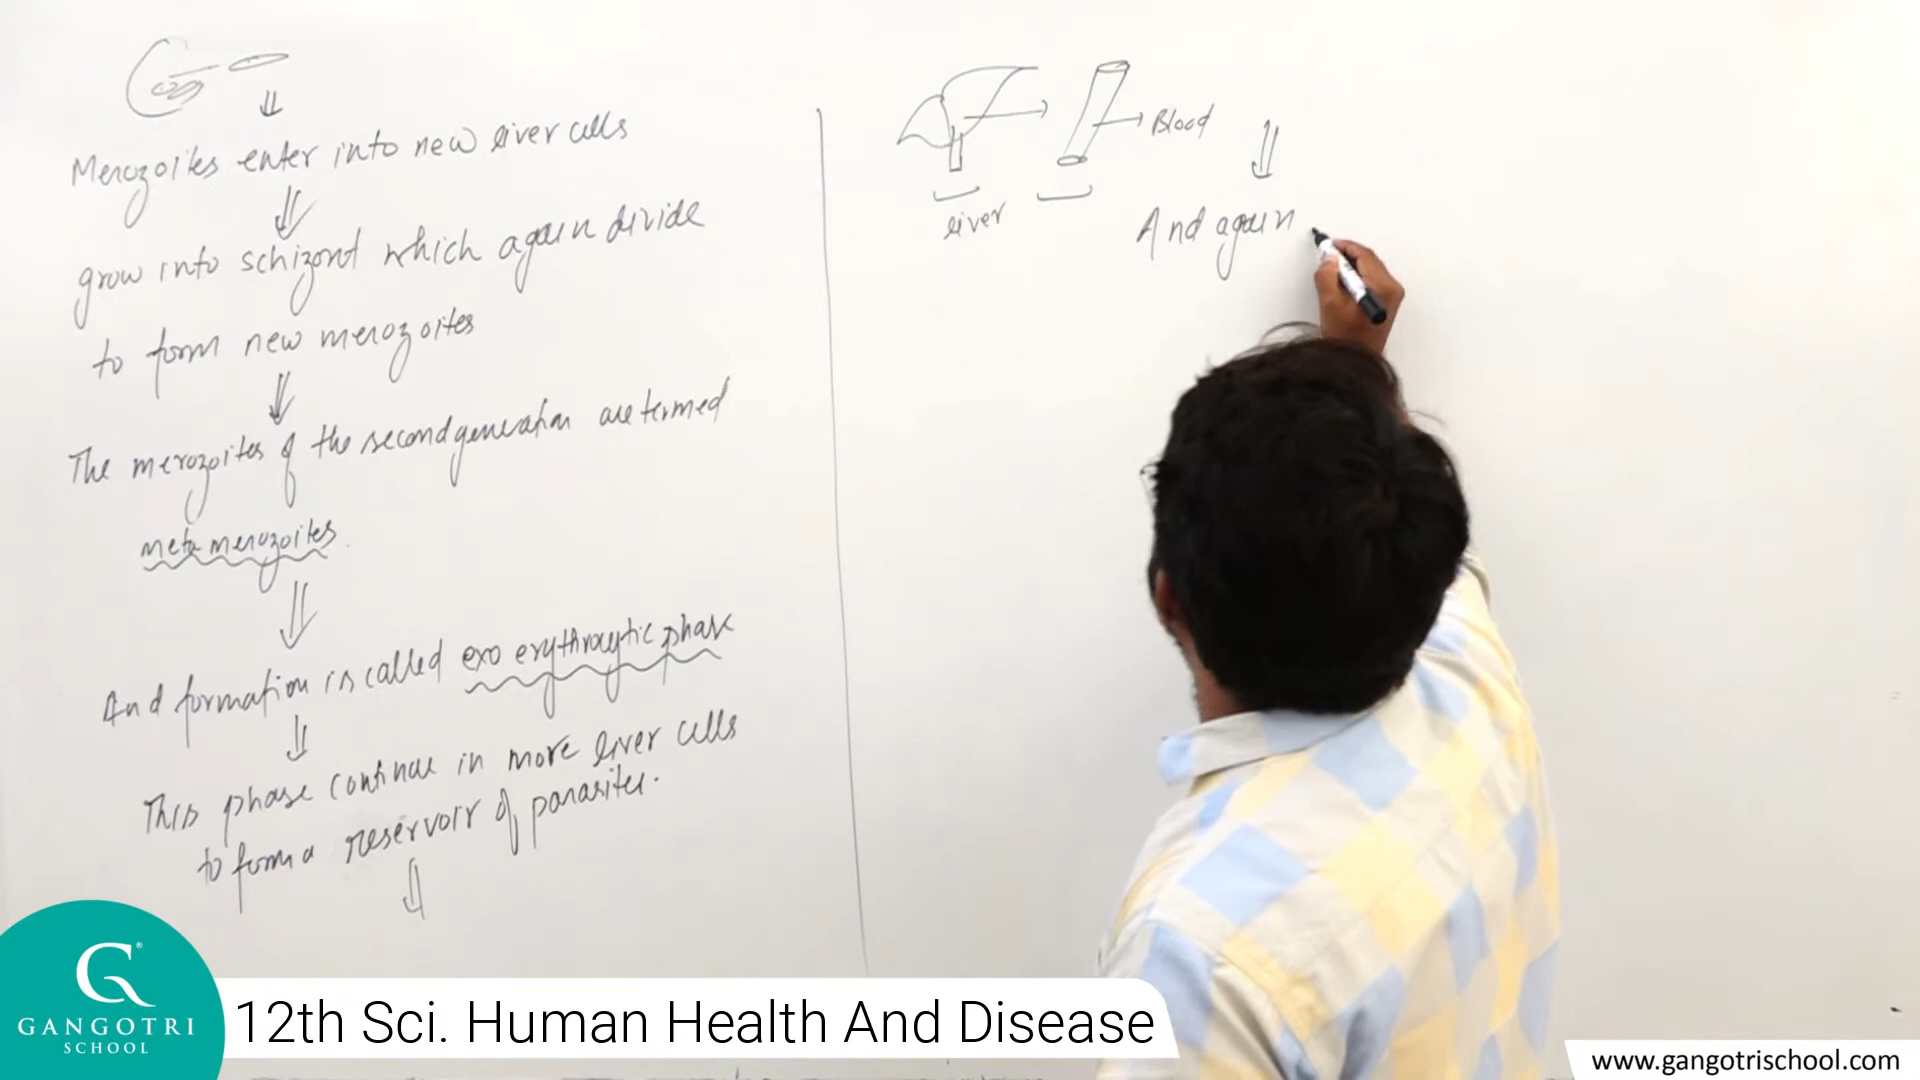 Merozoites enter into new liver cells
grow into schizont which again divide
to form new merozoites
The merozoites of the second generation are termed
meta merozoites.
And formation is called exo erythrocytic phase
This phase continue in more liver cells
to form a reservoir of parasites.
Blood
liver
And again
GANGOTRI
SCHOOL
12th Sci. Human Health And Disease
www.gangotrischool.com